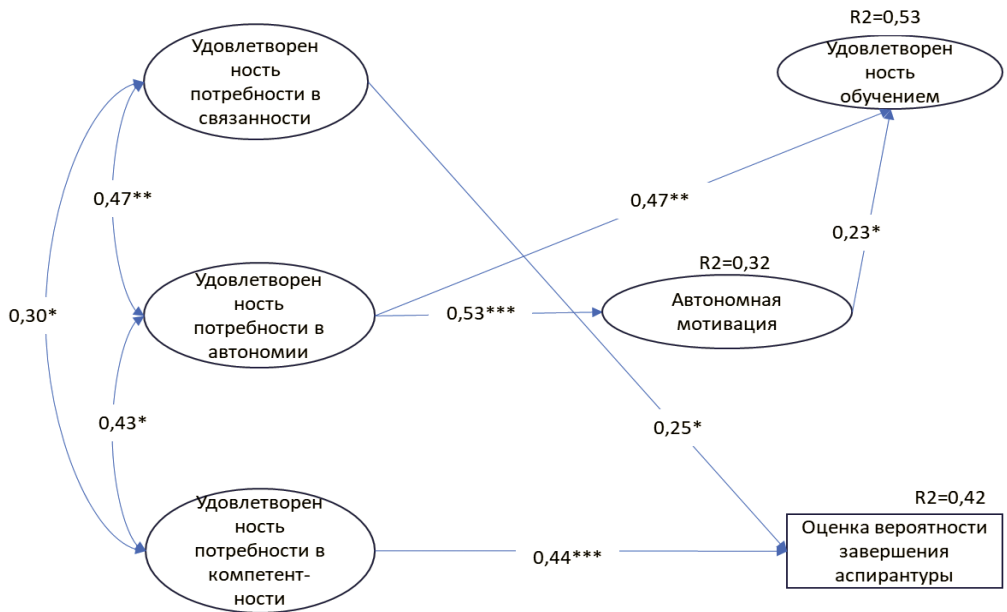 Удовлетворен
ность
потребности в
связанности
R2=0,53
Удовлетворен
ность
обучением
0,47**
0,47**
0,23*
0,30*
Удовлетворен
ность
потребности в
автономии
0,53***
R2=0,32
Автономная
мотивация
0,43*
0,25*
Удовлетворен
ность
потребности в
компетент-
ности
0,44***
R2=0,42
Оценка вероятности
завершения
аспирантуры